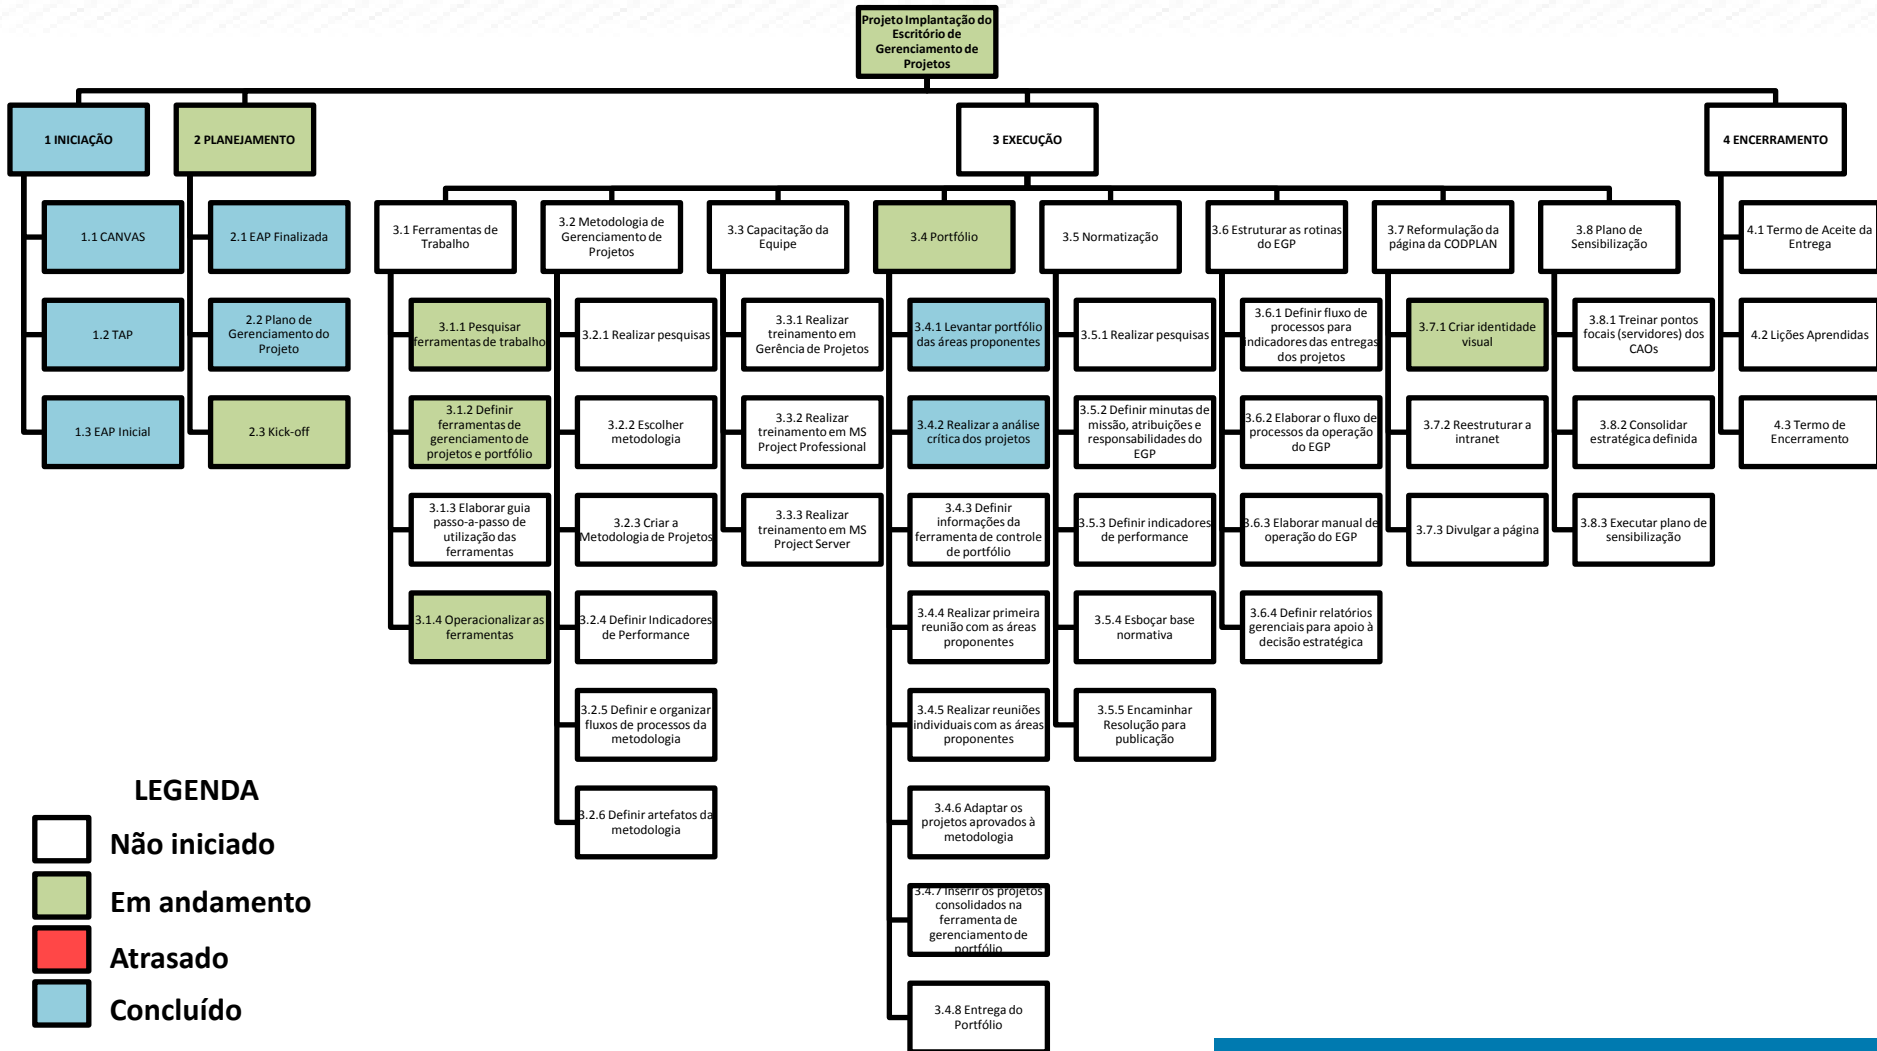 Projeto Implantação do
Escritório de
Gerenciamento de
Projetos
1 INICIAÇÃO
2 PLANEJAMENTO
3 EXECUÇÃO
4 ENCERRAMENTO
1.1 CANVAS
1.2 TAP
1.3 EAP Inicial
2.1 EAP Finalizada
2.2 Plano de
Gerenciamento do
Projeto
2.3 Kick-off
3.1 Ferramentas de
Trabalho
3.1.1 Pesquisar
ferramentas de trabalho
3.1.2 Definir
ferramentas de
gerenciamento de
projetos e portfólio
3.1.3 Elaborar guia
passo-a-passo de
utilização das
ferramentas
3.1.4 Operacionalizar as
ferramentas
3.2 Metodologia de
Gerenciamento de
Projetos
3.2.1 Realizar pesquisas
3.2.2 Escolher
metodologia
3.2.3 Criar a
Metodologia de Projetos
3.2.4 Definir Indicadores
de Performance
3.2.5 Definir e organizar
fluxos de processos da
metodologia
3.2.6 Definir artefatos da
metodologia
3.3 Capacitação da
Equipe
3.3.1 Realizar
treinamento em
Gerência de Projetos
3.3.2 Realizar
treinamento em MS
Project Professional
3.3.3 Realizar
treinamento em MS
Project Server
3.4 Portfólio
3.4.1 Levantar portfólio
das áreas proponentes
3.4.2 Realizar a análise
crítica dos projetos
3.4.3 Definir
informações da
ferramenta de controle
de portfólio
3.4.4 Realizar primeira
reunião com as áreas
proponentes
3.4.5 Realizar reuniões
individuais com as áreas
proponentes
3.4.6 Adaptar os
projetos aprovados à
metodologia
3.4.7 Inserir os projetos
consolidados na
ferramenta de
gerenciamento de
portfólio
3.4.8 Entrega do
Portfólio
3.5 Normatização
3.5.1 Realizar pesquisas
3.5.2 Definir minutas de
missão, atribuições e
responsabilidades do
EGP
3.5.3 Definir indicadores
de performance
3.5.4 Esboçar base
normativa
3.5.5 Encaminhar
Resolução para
publicação
3.6 Estruturar as rotinas
do EGP
3.6.1 Definir fluxo de
processos para
indicadores das entregas
dos projetos
3.6.2 Elaborar o fluxo de
processos da operação
do EGP
3.6.3 Elaborar manual de
operação do EGP
3.6.4 Definir relatórios
gerenciais para apoio à
decisão estratégica
3.7 Reformulação da
página da CODPLAN
3.7.1 Criar identidade
visual
3.7.2 Reestruturar a
intranet
3.7.3 Divulgar a página
3.8 Plano de
Sensibilização
3.8.1 Treinar pontos
focais (servidores) dos
CAOs
3.8.2 Consolidar
estratégica definida
3.8.3 Executar plano de
sensibilização
4.1 Termo de Aceite da
Entrega
4.2 Lições Aprendidas
4.3 Termo de
Encerramento
LEGENDA
Não iniciado
Em andamento
Atrasado
Concluído